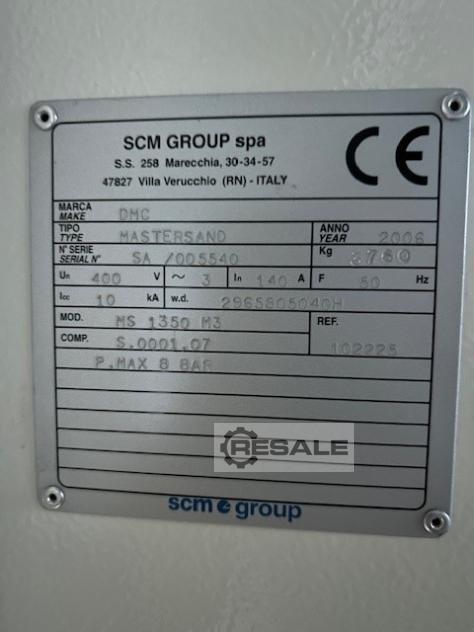 SCM GROUP spa
S.S. 258 Marecchia, 30-34-57
47827 Villa Verucchio (RN) - ITALY
CE
MARCA
MAKE DMC
TIPO
TYPE MASTERSAND
ANNO
YEAR 2006
N° SERIE
SERIAL N° SA /005540
Kg 3760
Un 400 V ~ 3 In 140 A F 50 Hz
Icc 10 kA w.d. 2965805040H
MOD. MS 1350 M3
REF.
102225
COMP. S.0001.07
P.MAX 8 BAR
RESALE
scm group